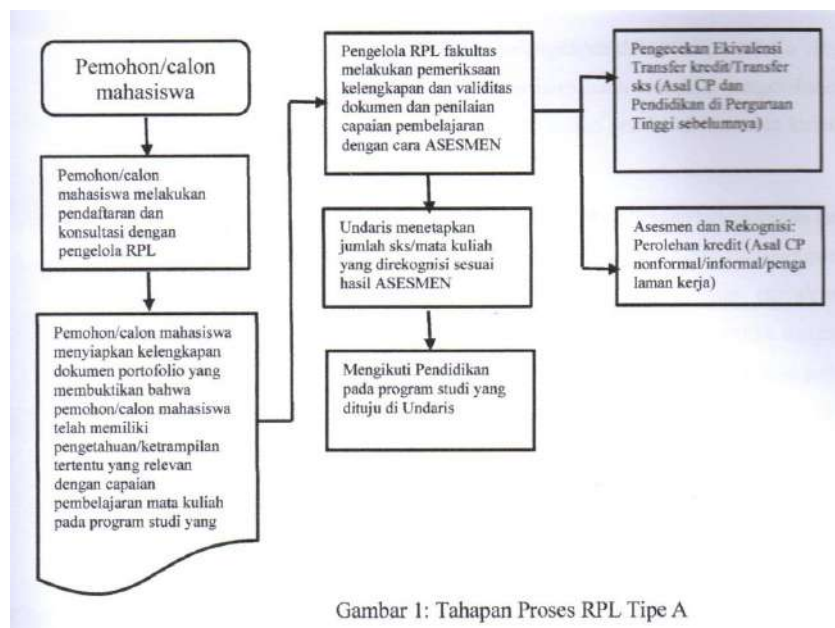 Pemohon/calon
mahasiswa
Pemohon/calon
mahasiswa melakukan
pendaftaran dan
konsultasi dengan
pengelola RPL
Pemohon/calon mahasiswa
menyiapkan kelengkapan
dokumen portofolio yang
membuktikan bahwa
pemohon/calon mahasiswa
telah memiliki
pengetahuan/ketrampilan
tertentu yang relevan
dengan capaian
pembelajaran mata kuliah
pada program studi yang
Pengelola RPL fakultas
melakukan pemeriksaan
kelengkapan dan validitas
dokumen dan penilaian
capaian pembelajaran
dengan cara ASESMEN
Undaris menetapkan
jumlah sks/mata kuliah
yang direkognisi sesuai
hasil ASESMEN
Mengikuti Pendidikan
pada program studi yang
dituju di Undaris
Pengecekan Ekivalensi
Transfer kredit/Transfer
sks (Asal CP dan
Pendidikan di Perguruan
Tinggi sebelumnya)
Asesmen dan Rekognisi:
Perolehan kredit (Asal CP
nonformal/informal/penga
laman kerja)
Gambar 1: Tahapan Proses RPL Tipe A